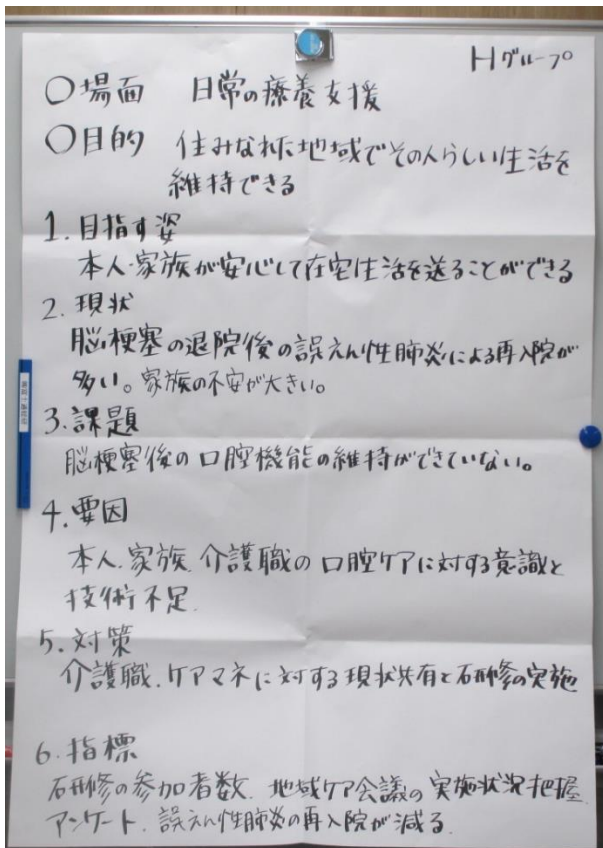 Hグループ
○場面 日常の療養支援
○目的 住みなれた地域でその人らしい生活を
維持できる
1. 目指す姿
本人・家族が安心して在宅生活を送ることができる
2. 現状
脳梗塞の退院後の誤えん性肺炎による再入院が
多い。家族の不安が大きい。
3. 課題
脳梗塞後の口腔機能の維持ができていない。
4. 要因
本人、家族、介護職の口腔ケアに対する意識と
技術不足.
5. 対策
介護職、ケアマネに対する現状共有と研修の実施
6. 指標
研修の参加者数、地域ケア会議の実施状況把握
アンケート、誤えん性肺炎の再入院が減る.